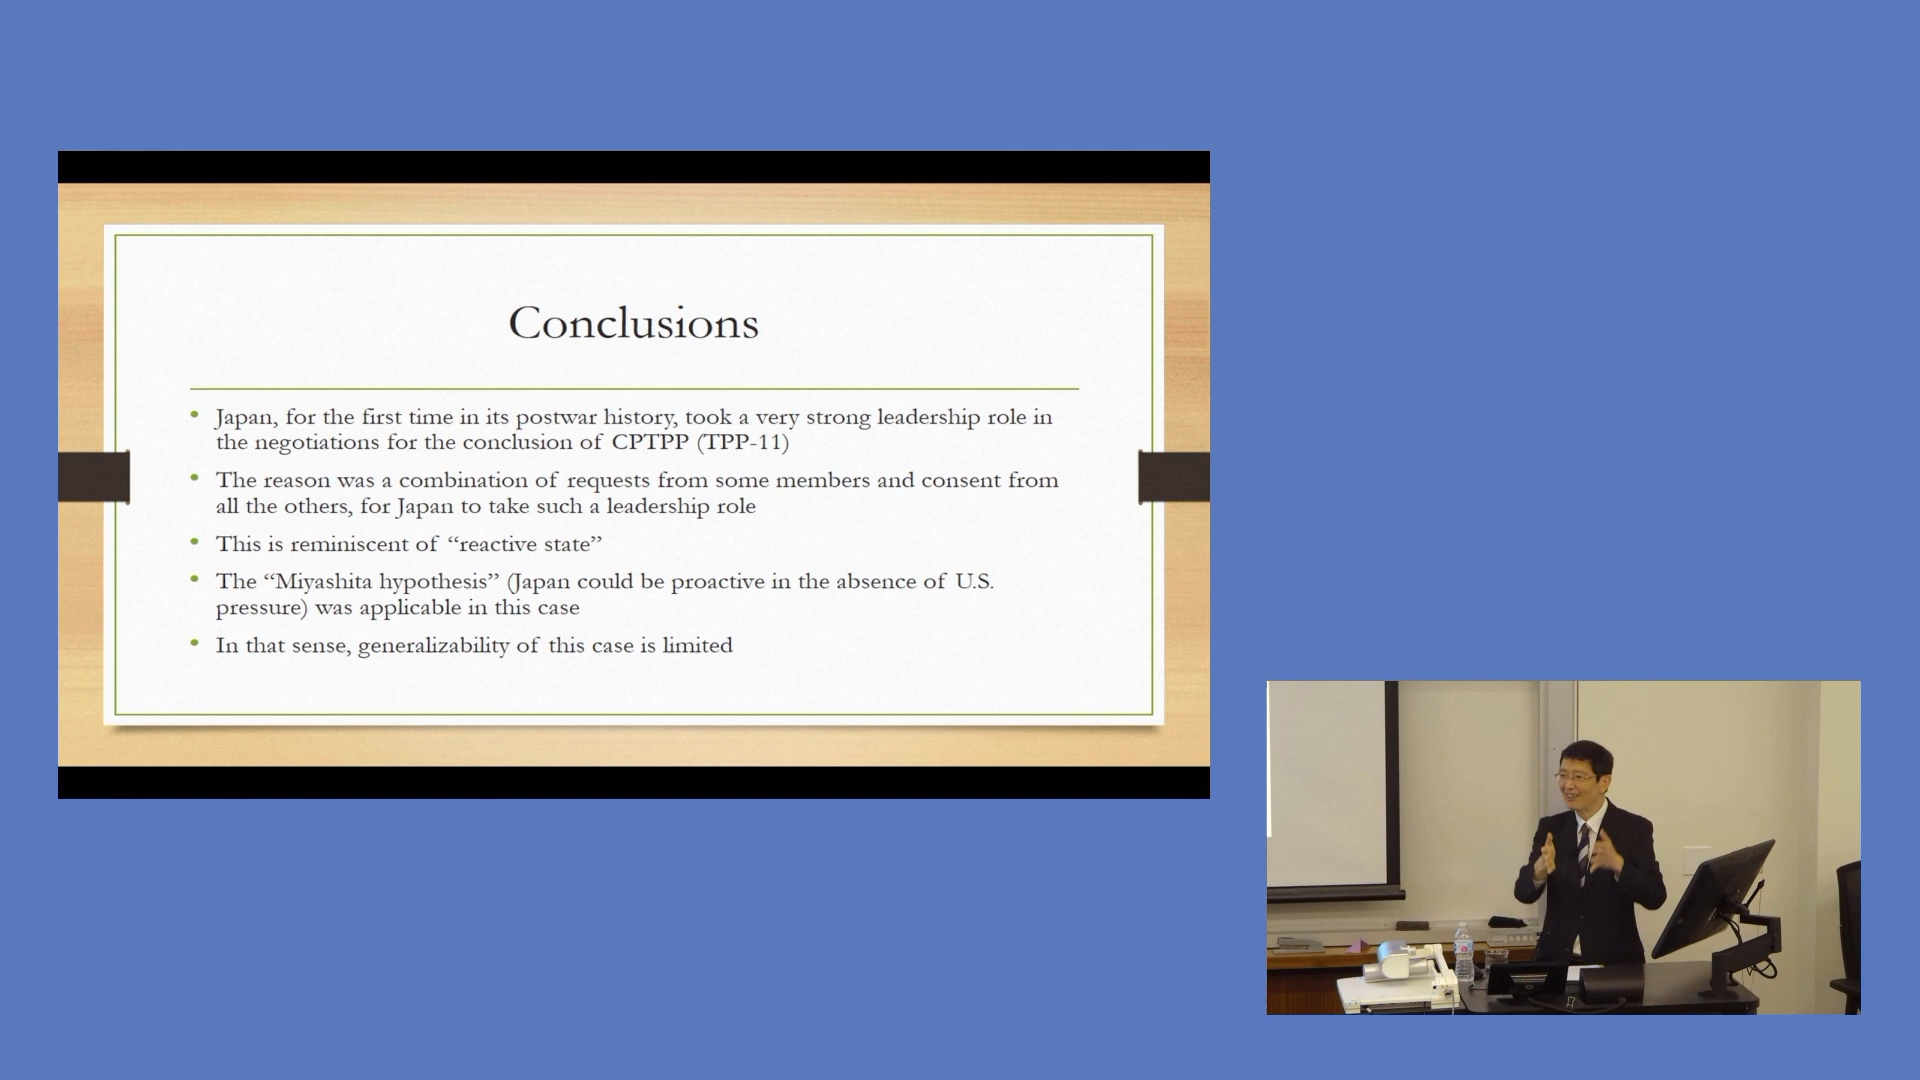 Conclusions
• Japan, for the first time in its postwar history, took a very strong leadership role in
the negotiations for the conclusion of CPTPP (TPP-11)
• The reason was a combination of requests from some members and consent from
all the others, for Japan to take such a leadership role
• This is reminiscent of “reactive state”
• The “Miyashita hypothesis” (Japan could be proactive in the absence of U.S.
pressure) was applicable in this case
• In that sense, generalizability of this case is limited